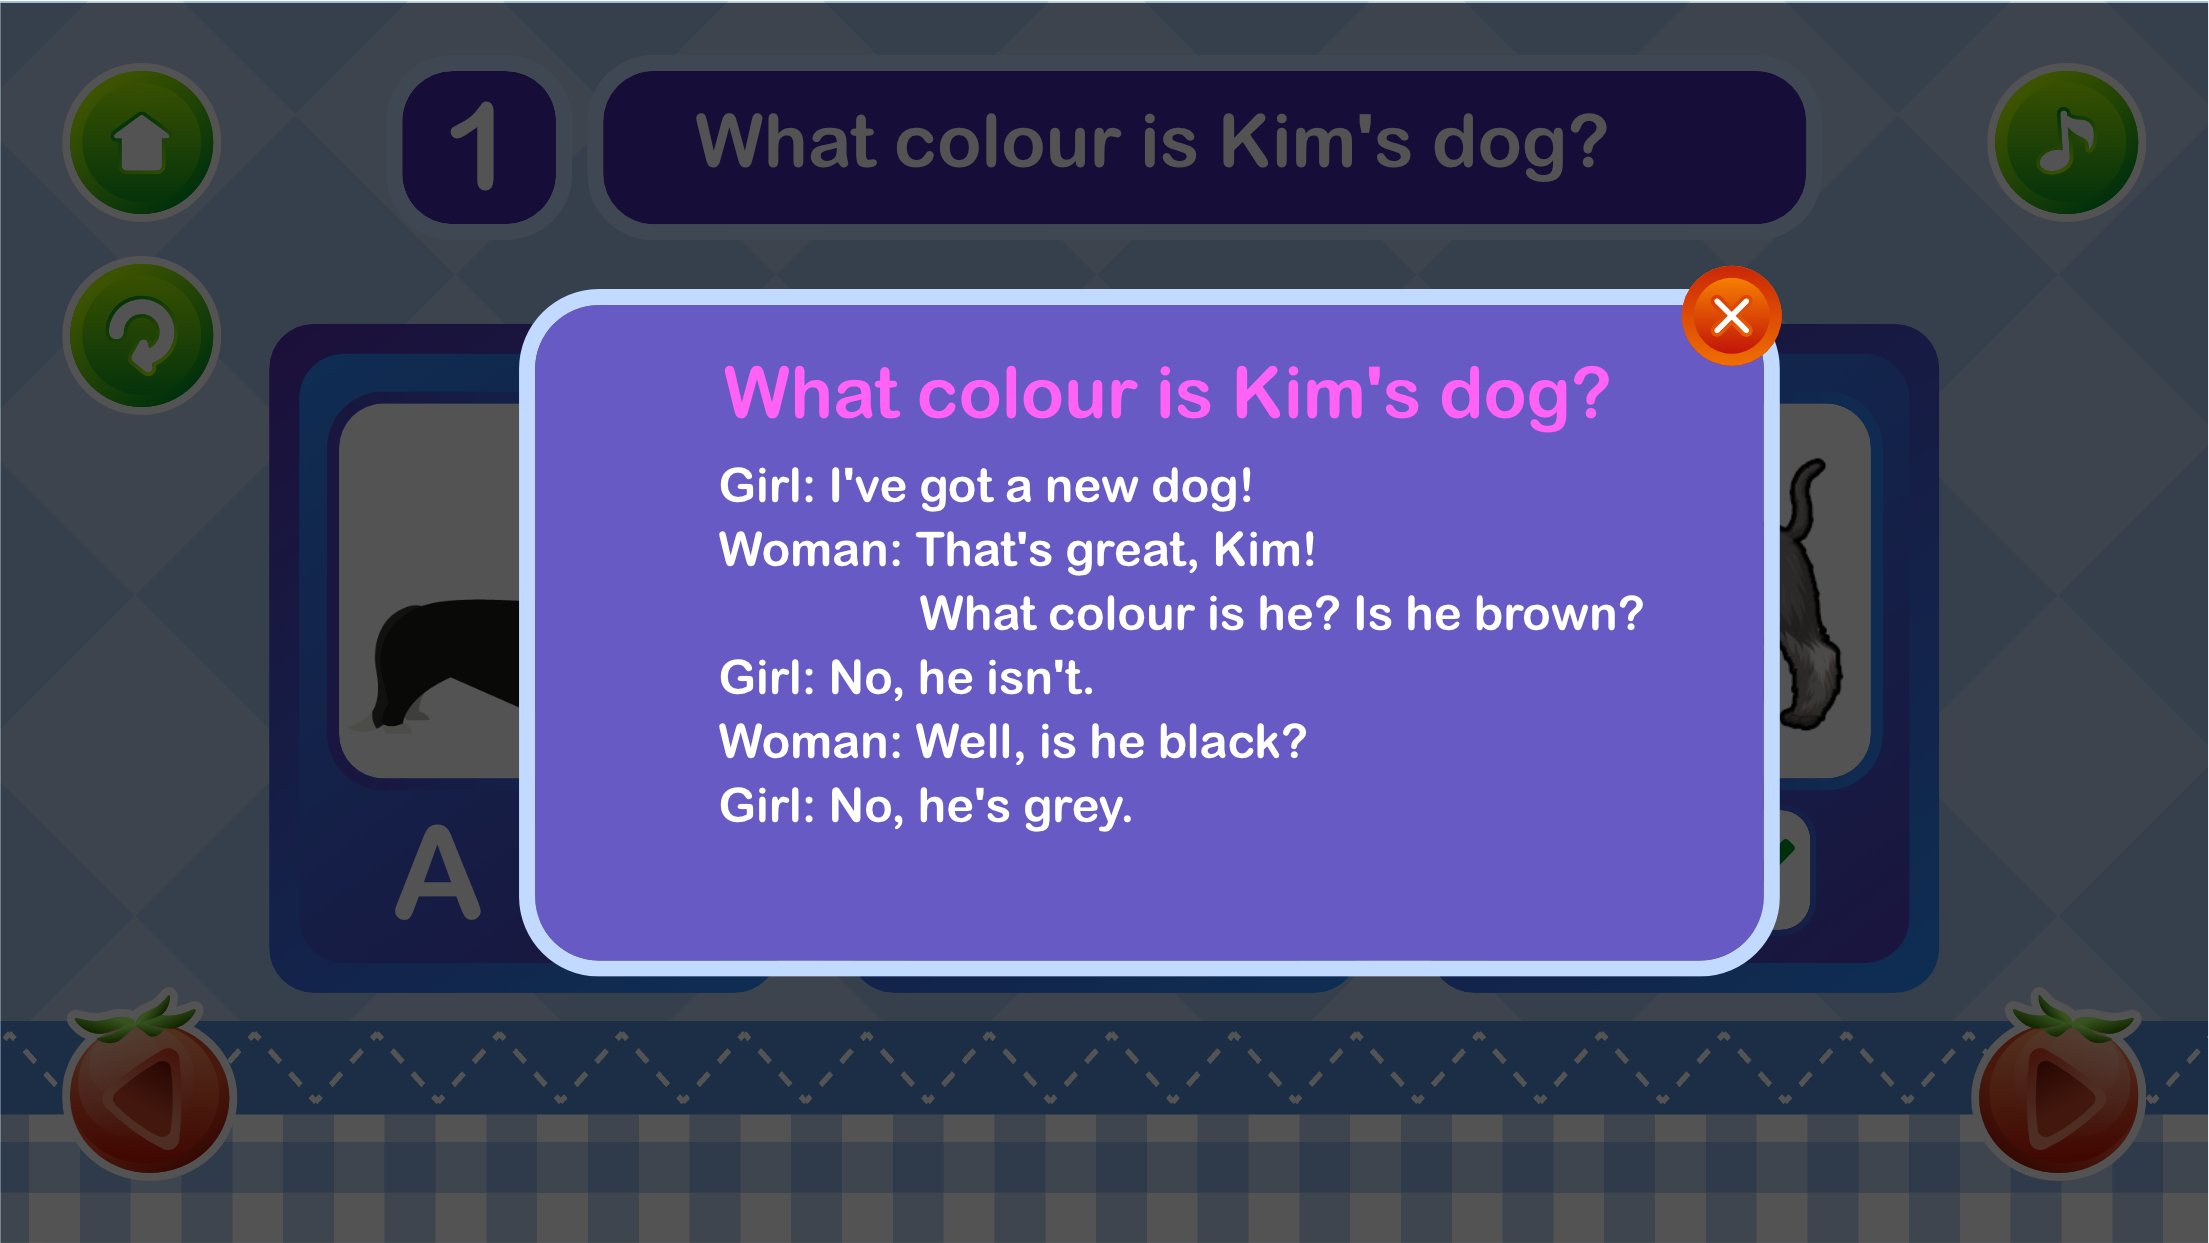 1
What colour is Kim's dog?
What colour is Kim's dog?
Girl: I've got a new dog!
Woman: That's great, Kim!
What colour is he? Is he brown?
Girl: No, he isn't.
Woman: Well, is he black?
Girl: No, he's grey.
A